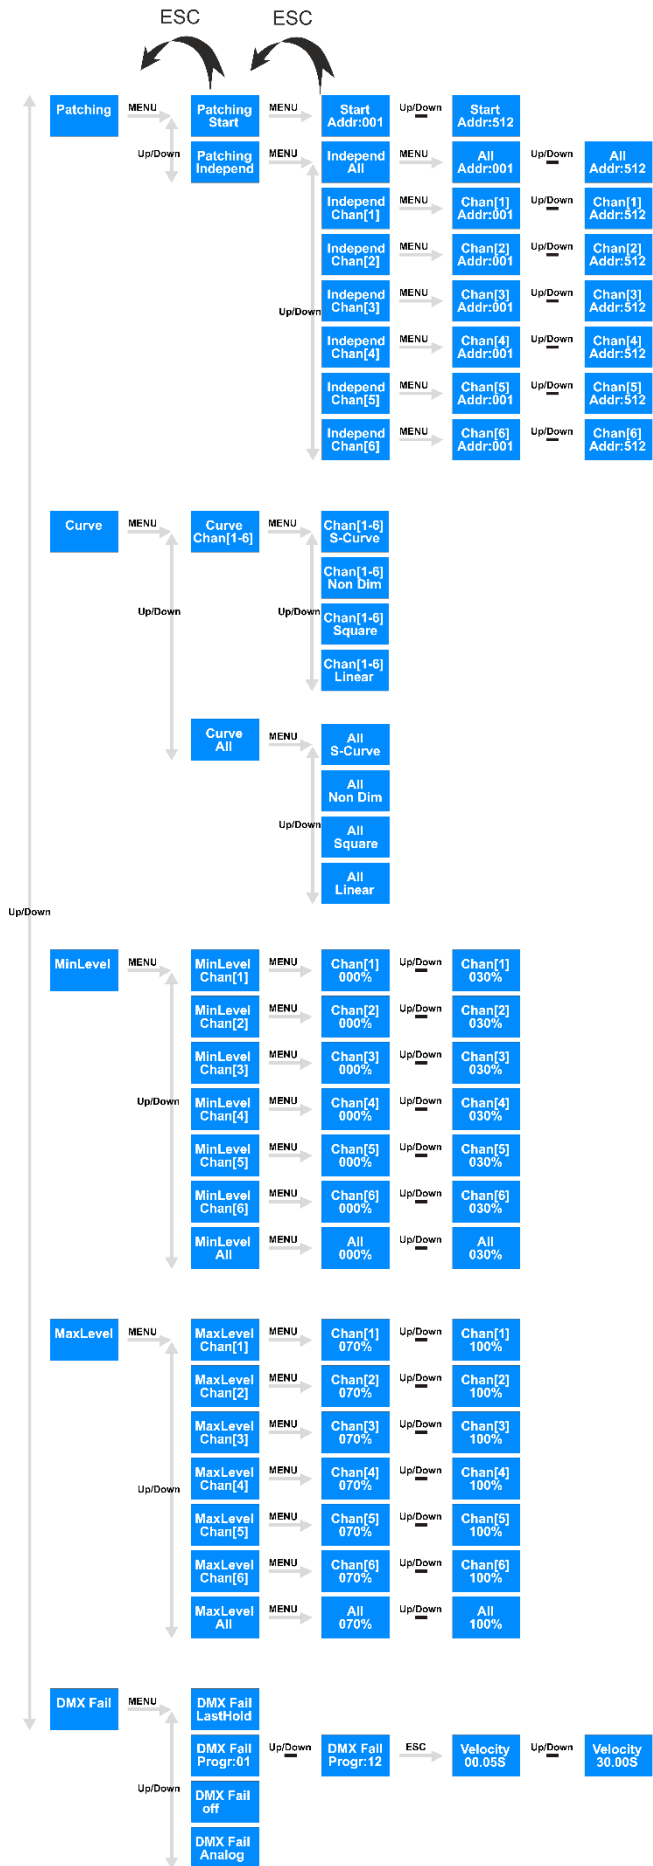 ESC
ESC
Patching
MENU
Patching
Start
MENU
Start
Addr:001
Up/Down
Start
Addr:512
Up/Down
Patching
Independ
MENU
Independ
All
MENU
All
Addr:001
Up/Down
All
Addr:512
Independ
Chan[1]
MENU
Chan[1]
Addr:001
Up/Down
Chan[1]
Addr:512
Independ
Chan[2]
MENU
Chan[2]
Addr:001
Up/Down
Chan[2]
Addr:512
Up/Down
Independ
Chan[3]
MENU
Chan[3]
Addr:001
Up/Down
Chan[3]
Addr:512
Independ
Chan[4]
MENU
Chan[4]
Addr:001
Up/Down
Chan[4]
Addr:512
Independ
Chan[5]
MENU
Chan[5]
Addr:001
Up/Down
Chan[5]
Addr:512
Independ
Chan[6]
MENU
Chan[6]
Addr:001
Up/Down
Chan[6]
Addr:512
Curve
MENU
Curve
Chan[1-6]
MENU
Chan[1-6]
S-Curve
Chan[1-6]
Non Dim
Up/Down
Up/Down
Chan[1-6]
Square
Chan[1-6]
Linear
Curve
All
MENU
All
S-Curve
All
Non Dim
Up/Down
All
Square
All
Linear
Up/Down
MinLevel
MENU
MinLevel
Chan[1]
MENU
Chan[1]
000%
Up/Down
Chan[1]
030%
MinLevel
Chan[2]
MENU
Chan[2]
000%
Up/Down
Chan[2]
030%
MinLevel
Chan[3]
MENU
Chan[3]
000%
Up/Down
Chan[3]
030%
Up/Down
MinLevel
Chan[4]
MENU
Chan[4]
000%
Up/Down
Chan[4]
030%
MinLevel
Chan[5]
MENU
Chan[5]
000%
Up/Down
Chan[5]
030%
MinLevel
Chan[6]
MENU
Chan[6]
000%
Up/Down
Chan[6]
030%
MinLevel
All
MENU
All
000%
Up/Down
All
030%
MaxLevel
MENU
MaxLevel
Chan[1]
MENU
Chan[1]
070%
Up/Down
Chan[1]
100%
MaxLevel
Chan[2]
MENU
Chan[2]
070%
Up/Down
Chan[2]
100%
MaxLevel
Chan[3]
MENU
Chan[3]
070%
Up/Down
Chan[3]
100%
Up/Down
MaxLevel
Chan[4]
MENU
Chan[4]
070%
Up/Down
Chan[4]
100%
MaxLevel
Chan[5]
MENU
Chan[5]
070%
Up/Down
Chan[5]
100%
MaxLevel
Chan[6]
MENU
Chan[6]
070%
Up/Down
Chan[6]
100%
MaxLevel
All
MENU
All
070%
Up/Down
All
100%
DMX Fail
MENU
DMX Fail
LastHold
DMX Fail
Progr:01
Up/Down
DMX Fail
Progr:12
ESC
Velocity
00.05S
Up/Down
Velocity
30.00S
Up/Down
DMX Fail
off
DMX Fail
Analog